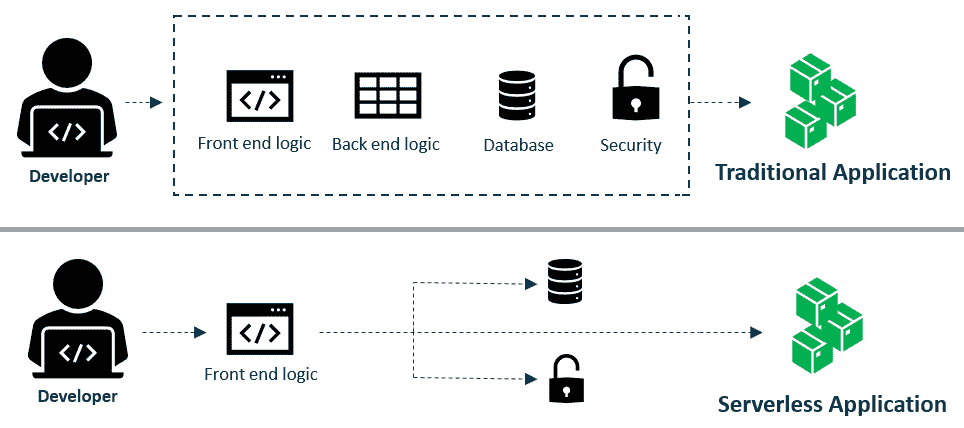 </>
</>
Front end logic
Back end logic
Database
Security
Developer
Traditional Application
</>
</>
Front end logic
Developer
Serverless Application